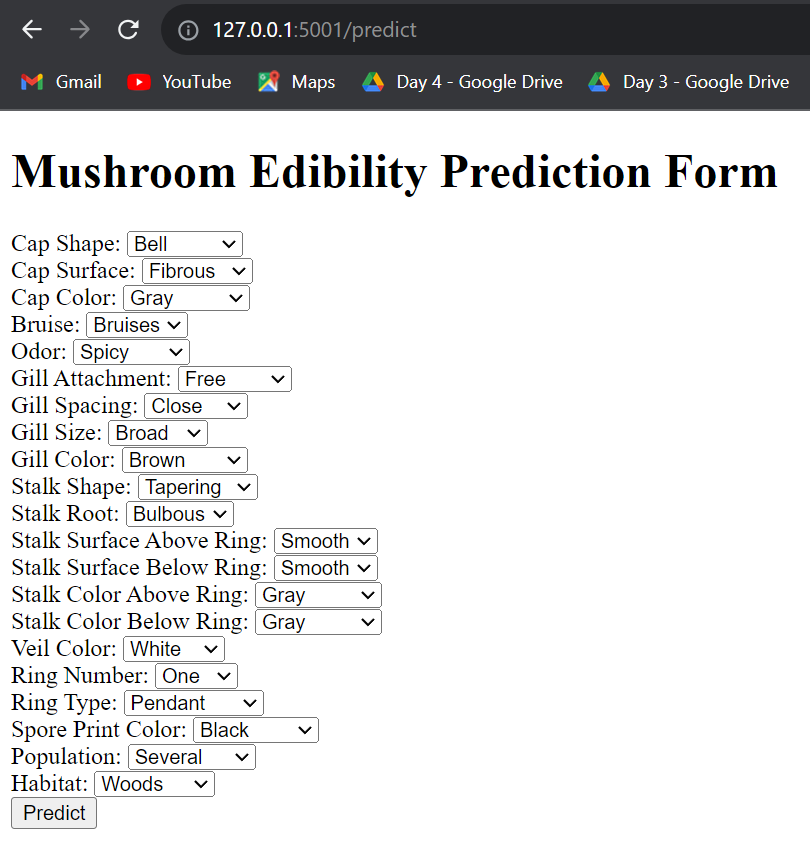 127.0.0.1:5001/predict
Gmail YouTube Maps Day 4 - Google Drive Day 3 - Google Drive
Mushroom Edibility Prediction Form
Cap Shape: Bell
Cap Surface: Fibrous
Cap Color: Gray
Bruise: Bruises
Odor: Spicy
Gill Attachment: Free
Gill Spacing: Close
Gill Size: Broad
Gill Color: Brown
Stalk Shape: Tapering
Stalk Root: Bulbous
Stalk Surface Above Ring: Smooth
Stalk Surface Below Ring: Smooth
Stalk Color Above Ring: Gray
Stalk Color Below Ring: Gray
Veil Color: White
Ring Number: One
Ring Type: Pendant
Spore Print Color: Black
Population: Several
Habitat: Woods
Predict